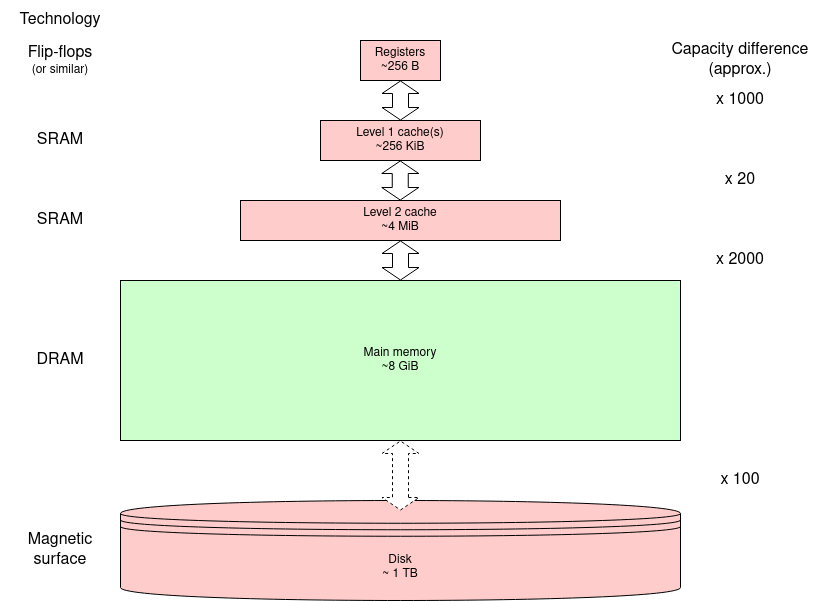 Technology
Flip-flops
(or similar)
Registers
~256 B
Capacity difference
(approx.)
x 1000
SRAM
Level 1 cache(s)
~256 KiB
x 20
SRAM
Level 2 cache
~4 MiB
x 2000
DRAM
Main memory
~8 GiB
x 100
Magnetic
surface
Disk
~ 1 TB